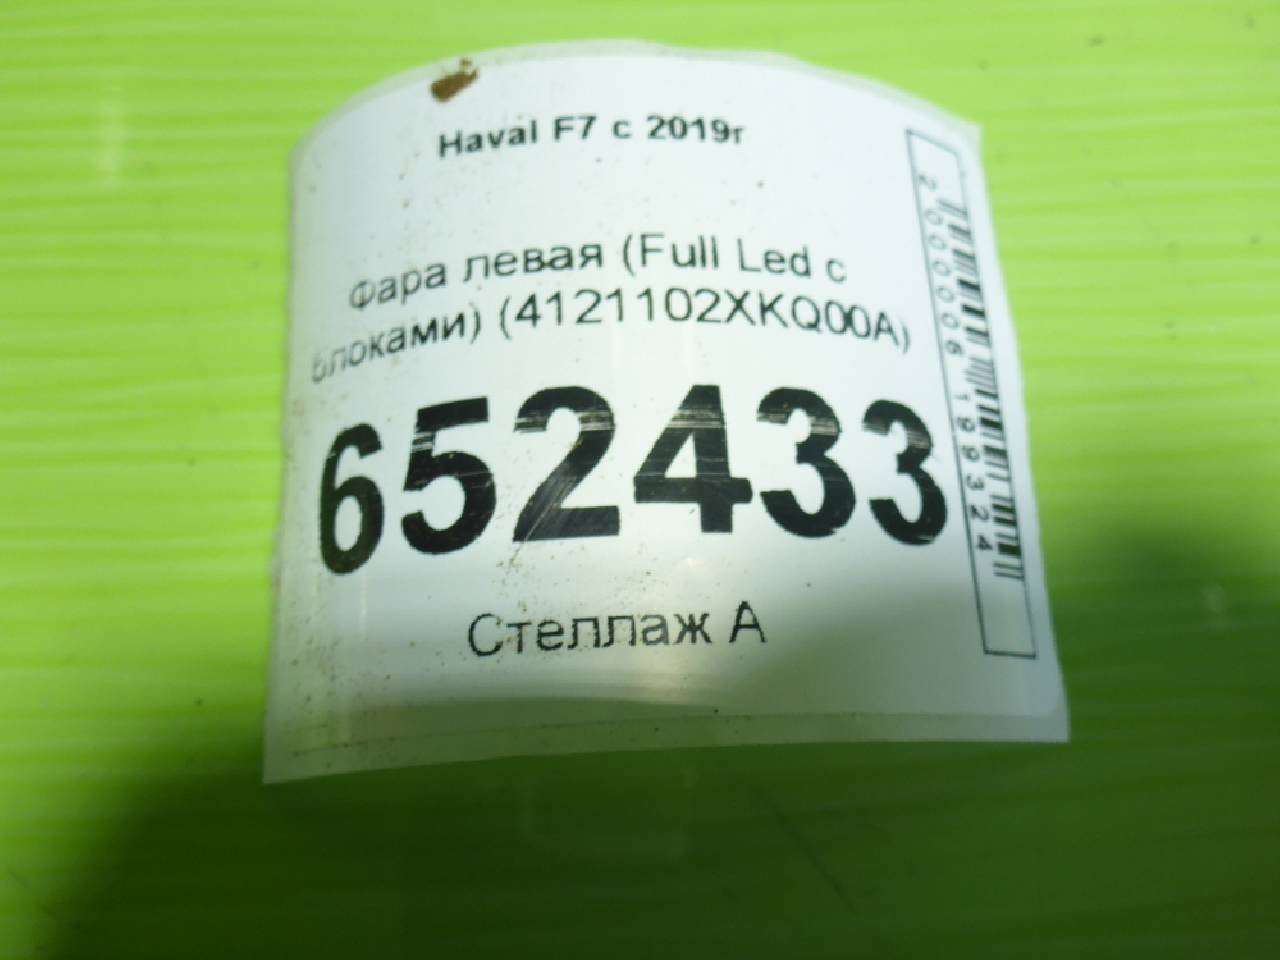 Haval F7 с 2019г
Фара левая (Full Led с
блоками) (4121102XKQ00A)
652433
Стеллаж А
2000006199324